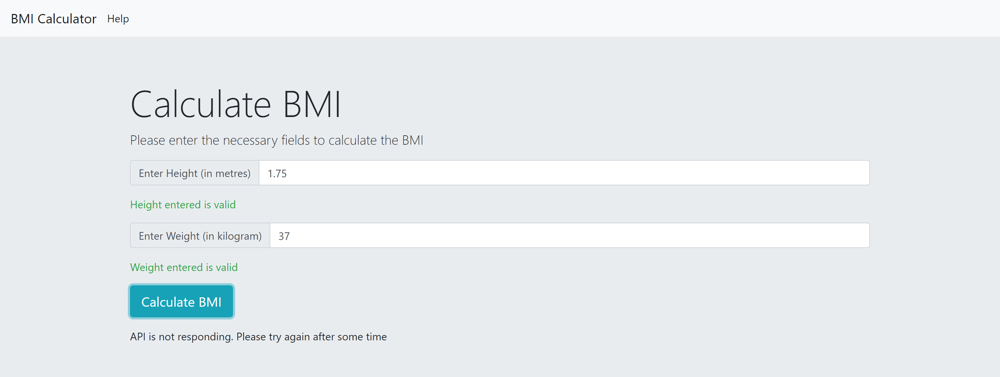 BMI Calculator Help
Calculate BMI
Please enter the necessary fields to calculate the BMI
Enter Height (in metres) 1.75
Height entered is valid
Enter Weight (in kilogram) 37
Weight entered is valid
Calculate BMI
API is not responding. Please try again after some time